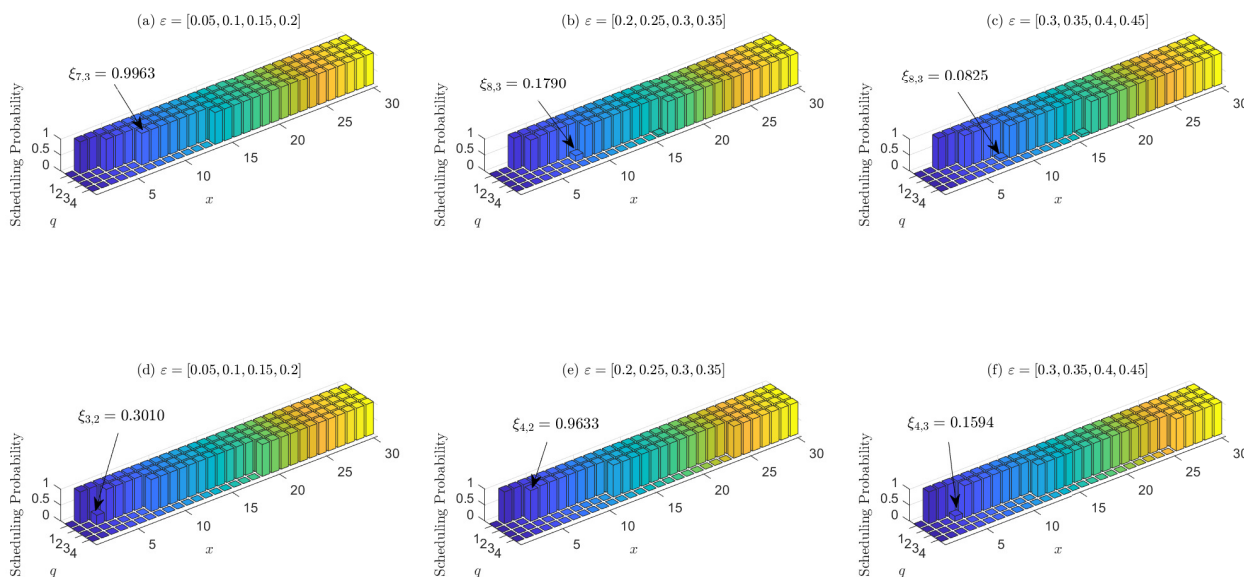 (a) ε = [0.05, 0.1, 0.15, 0.2]
ξ7,3 = 0.9963
Scheduling Probability
1
0.5
0
1
2
3
4
q
5
10
15
20
25
30
x
(b) ε = [0.2, 0.25, 0.3, 0.35]
ξ8,3 = 0.1790
Scheduling Probability
1
0.5
0
1
2
3
4
q
5
10
15
20
25
30
x
(c) ε = [0.3, 0.35, 0.4, 0.45]
ξ8,3 = 0.0825
Scheduling Probability
1
0.5
0
1
2
3
4
q
5
10
15
20
25
30
x
(d) ε = [0.05, 0.1, 0.15, 0.2]
ξ3,2 = 0.3010
Scheduling Probability
1
0.5
0
1
2
3
4
q
5
10
15
20
25
30
x
(e) ε = [0.2, 0.25, 0.3, 0.35]
ξ4,2 = 0.9633
Scheduling Probability
1
0.5
0
1
2
3
4
q
5
10
15
20
25
30
x
(f) ε = [0.3, 0.35, 0.4, 0.45]
ξ4,3 = 0.1594
Scheduling Probability
1
0.5
0
1
2
3
4
q
5
10
15
20
25
30
x